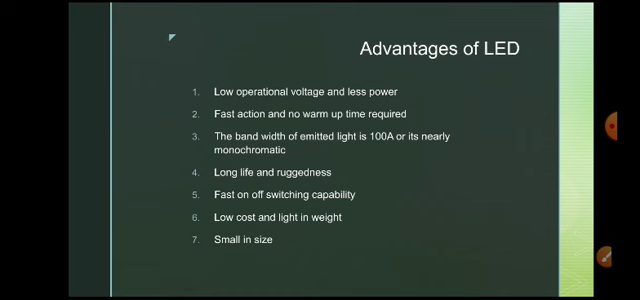 Advantages of LED
1. Low operational voltage and less power
2. Fast action and no warm up time required
3. The band width of emitted light is 100A or its nearly
monochromatic
4. Long life and ruggedness
5. Fast on off switching capability
6. Low cost and light in weight
7. Small in size